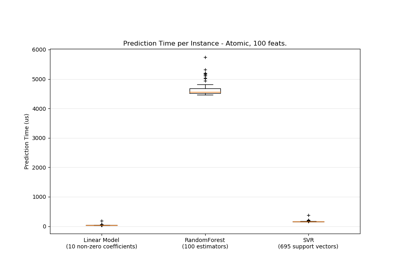 Prediction Time per Instance - Atomic, 100 feats.
6000
5000
4000
3000
2000
1000
0
Prediction Time (us)
Linear Model
(10 non-zero coefficients)
RandomForest
(100 estimators)
SVR
(695 support vectors)